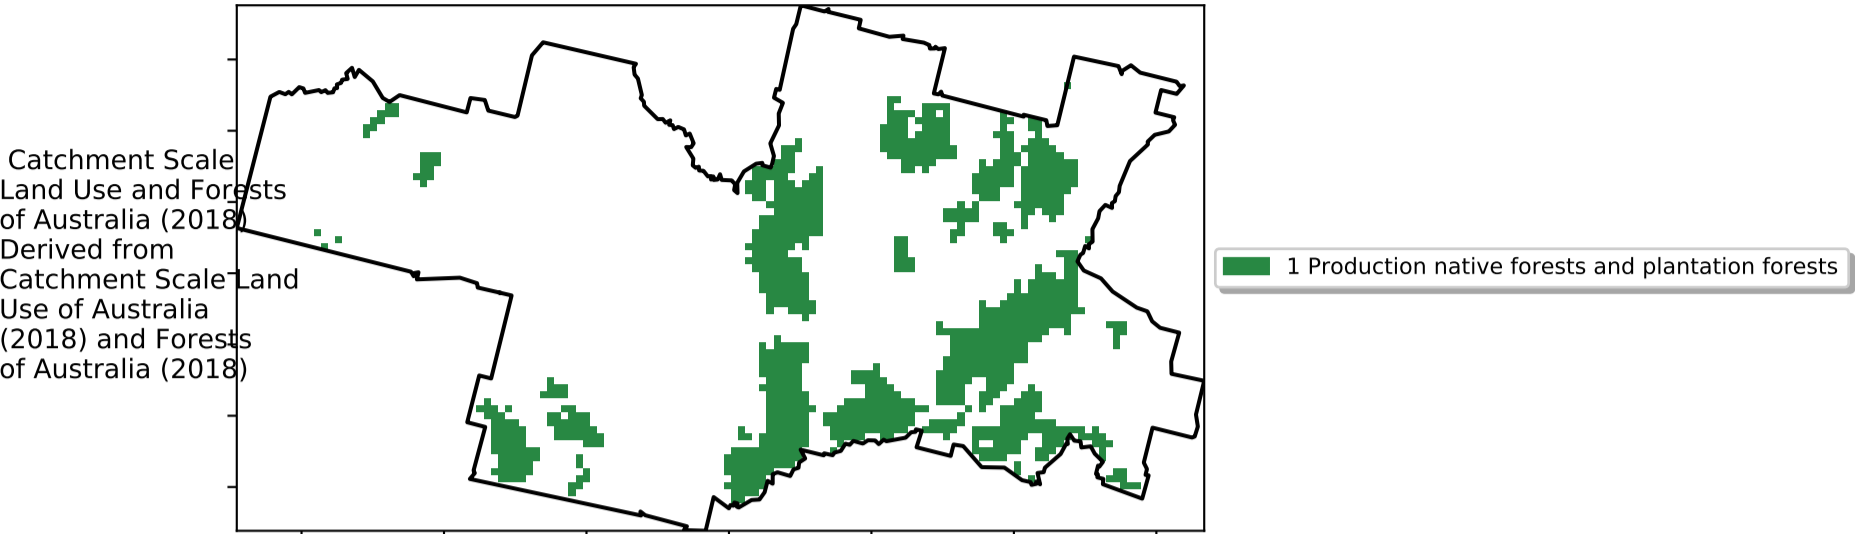 Catchment Scale
Land Use and Forests
of Australia (2018)
Derived from
Catchment Scale Land
Use of Australia
(2018) and Forests
of Australia (2018)
1 Production native forests and plantation forests